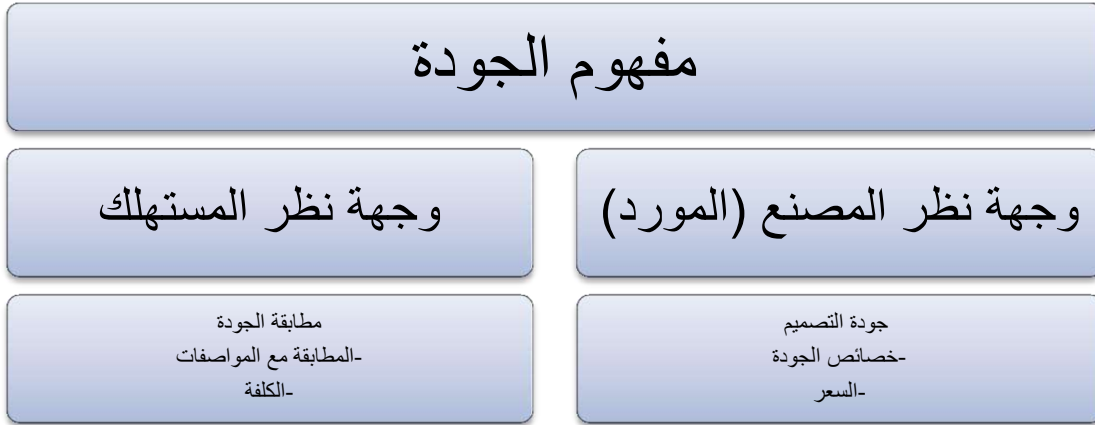 مفهوم الجودة
وجهة نظر المصنع (المورد)
وجهة نظر المستهلك
جودة التصميم
-خصائص الجودة
-السعر
مطابقة الجودة
-المطابقة مع المواصفات
-الكلفة